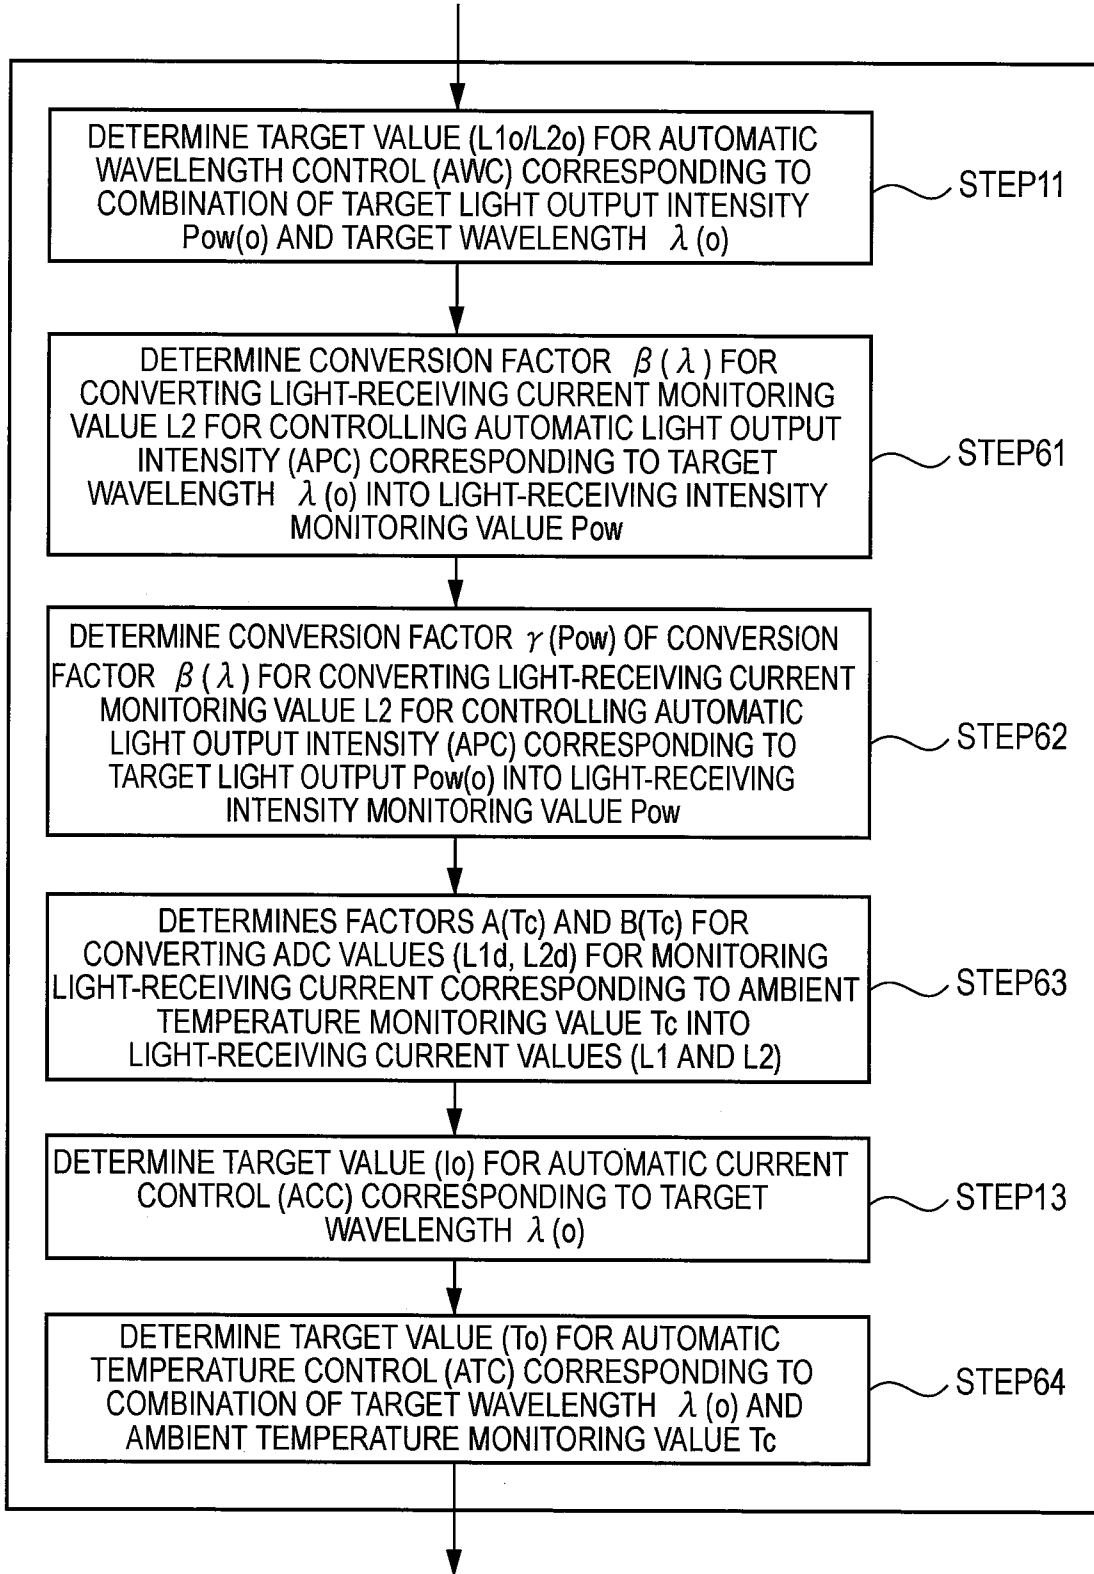 DETERMINE TARGET VALUE (L1o/L2o) FOR AUTOMATIC
WAVELENGTH CONTROL (AWC) CORRESPONDING TO
COMBINATION OF TARGET LIGHT OUTPUT INTENSITY
Pow(o) AND TARGET WAVELENGTH λ(o)
STEP11
DETERMINE CONVERSION FACTOR β(λ) FOR
CONVERTING LIGHT-RECEIVING CURRENT MONITORING
VALUE L2 FOR CONTROLLING AUTOMATIC LIGHT OUTPUT
INTENSITY (APC) CORRESPONDING TO TARGET
WAVELENGTH λ(o) INTO LIGHT-RECEIVING INTENSITY
MONITORING VALUE Pow
STEP61
DETERMINE CONVERSION FACTOR γ(Pow) OF CONVERSION
FACTOR β(λ) FOR CONVERTING LIGHT-RECEIVING CURRENT
MONITORING VALUE L2 FOR CONTROLLING AUTOMATIC
LIGHT OUTPUT INTENSITY (APC) CORRESPONDING TO
TARGET LIGHT OUTPUT Pow(o) INTO LIGHT-RECEIVING
INTENSITY MONITORING VALUE Pow
STEP62
DETERMINES FACTORS A(Tc) AND B(Tc) FOR
CONVERTING ADC VALUES (L1d, L2d) FOR MONITORING
LIGHT-RECEIVING CURRENT CORRESPONDING TO AMBIENT
TEMPERATURE MONITORING VALUE Tc INTO
LIGHT-RECEIVING CURRENT VALUES (L1 AND L2)
STEP63
DETERMINE TARGET VALUE (Io) FOR AUTOMATIC CURRENT
CONTROL (ACC) CORRESPONDING TO TARGET
WAVELENGTH λ(o)
STEP13
DETERMINE TARGET VALUE (To) FOR AUTOMATIC
TEMPERATURE CONTROL (ATC) CORRESPONDING TO
COMBINATION OF TARGET WAVELENGTH λ(o) AND
AMBIENT TEMPERATURE MONITORING VALUE Tc
STEP64